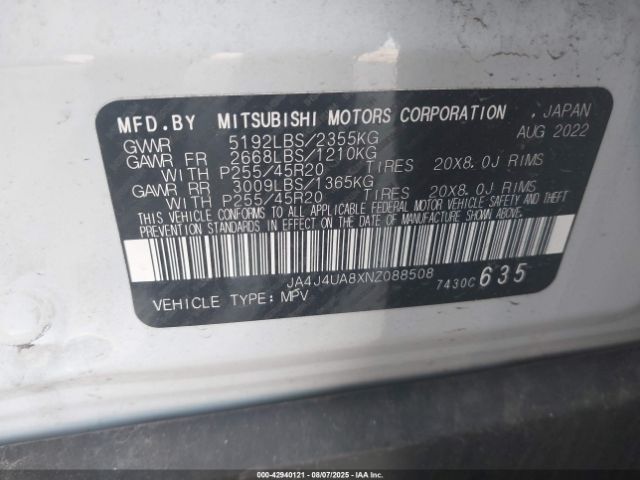 MFD.BY MITSUBISHI MOTORS CORPORATION , JAPAN
GVWR 5192LBS/2355KG AUG 2022
GAWR FR 2668LBS/1210KG
WITH P255/45R20 TIRES 20X8.0J RIMS
GAWR RR 3009LBS/1365KG
WITH P255/45R20 TIRES 20X8.0J RIMS
THIS VEHICLE CONFORMS TO ALL APPLICABLE FEDERAL MOTOR VEHICLE SAFETY AND THEFT
PREVENTION STANDARDS IN EFFECT ON THE DATE OF MANUFACTURE SHOWN ABOVE.
JA4J4UA8XNZ088508 7430C 635
VEHICLE TYPE: MPV
000-42940121 - 08/07/2025 - IAAI.COM